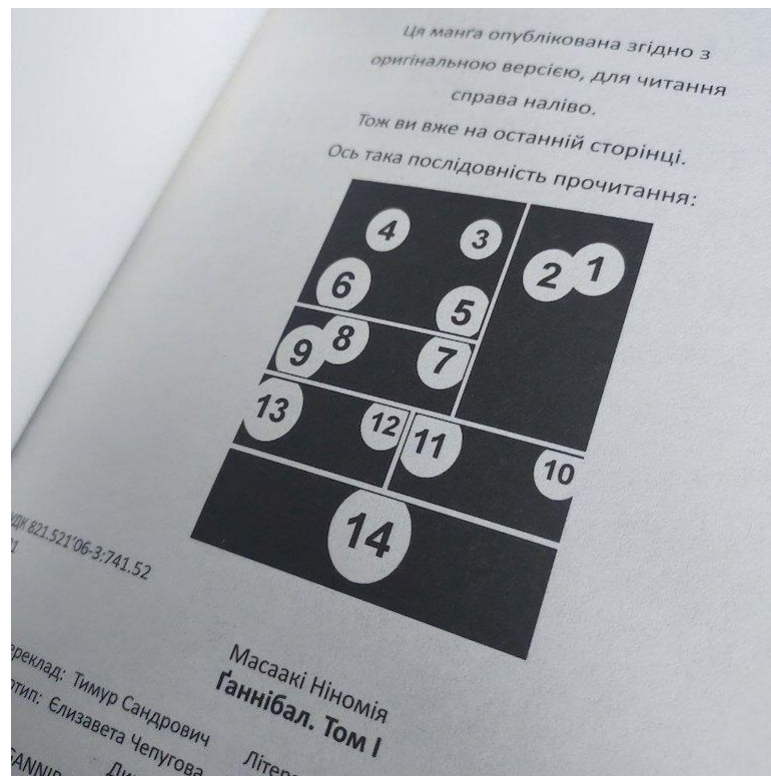 Ця манґа опублікована згідно з
оригінальною версією, для читання
справа наліво.
Тож ви вже на останній сторінці.
Ось така послідовність прочитання:
1
2
3
4
5
6
7
8
9
10
11
12
13
14
УДК 821.521’06-3:741.52
Масаакі Ніномія
Ґаннібал. Том I
Тимур Сандрович
Єлизавета Чепугова